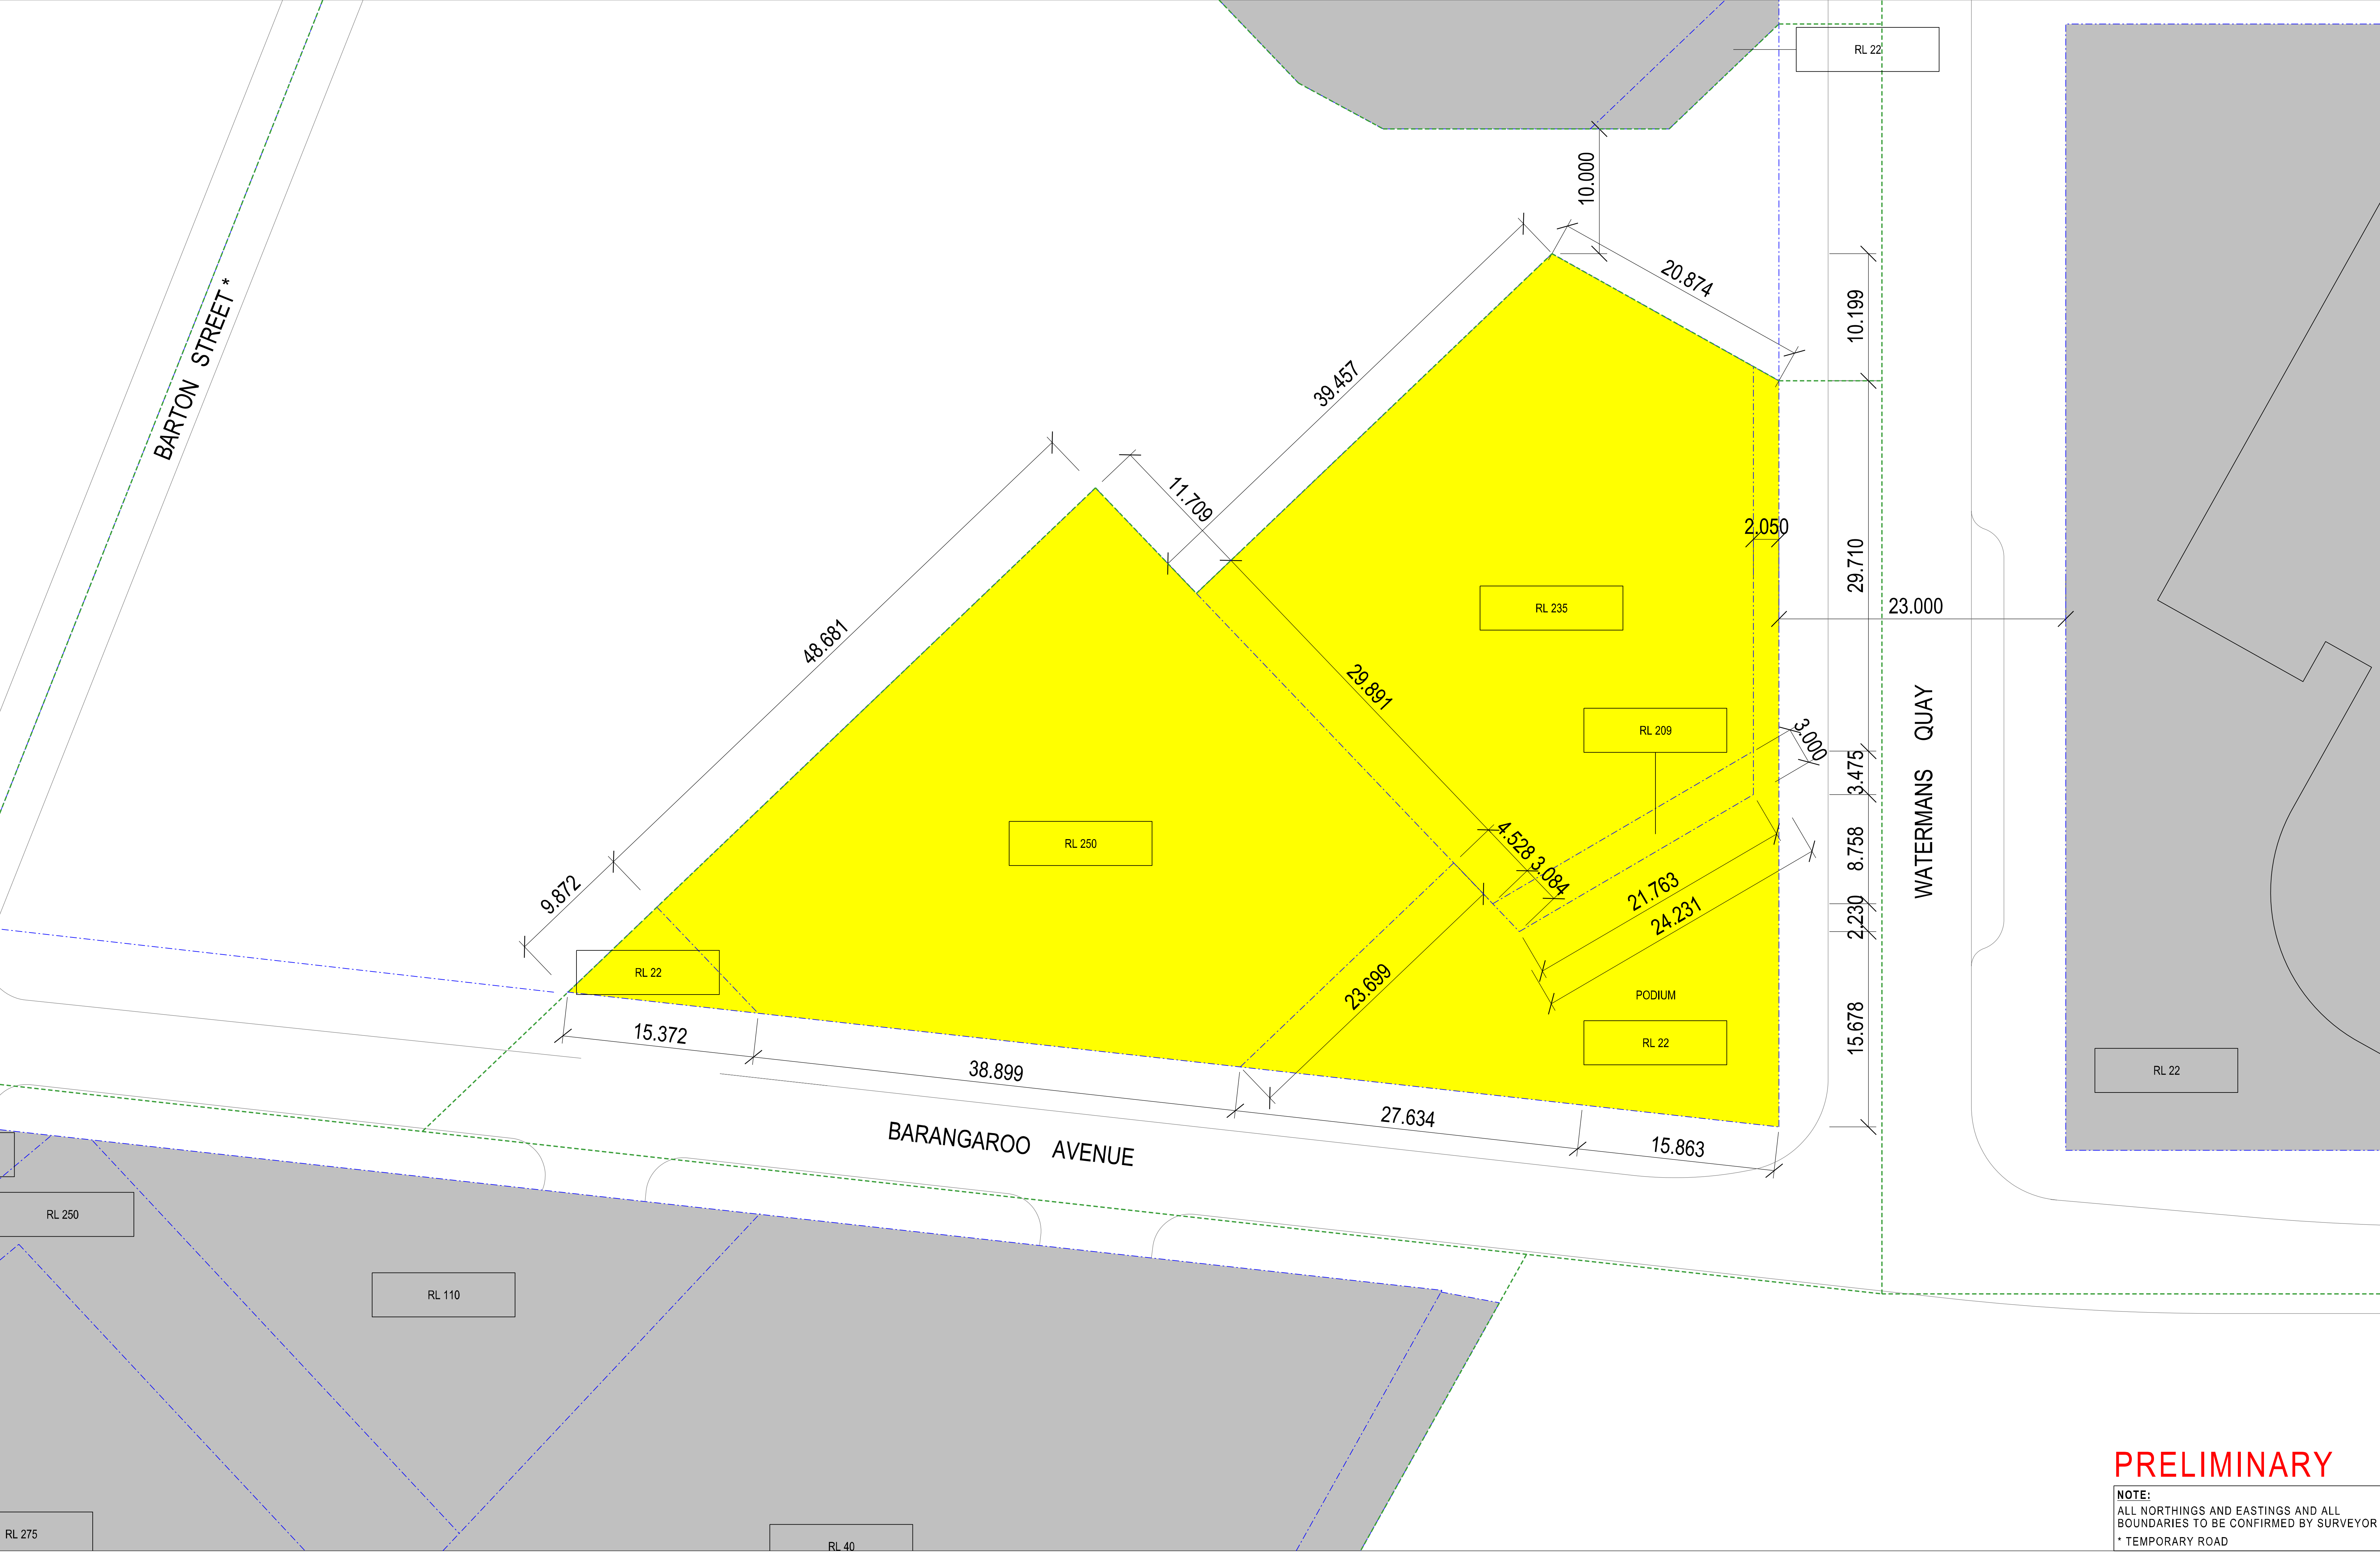 RL 22
10.000
20.874
10.199
BARTON STREET *
39.457
11.709
2.050
29.710
RL 235
23.000
48.681
29.891
RL 209
3.000
3.475
WATERMANS QUAY
RL 250
4.528
3.084
8.758
9.872
21.763
24.231
2.230
RL 22
23.699
PODIUM
RL 22
15.678
15.372
38.899
27.634
15.863
RL 22
BARANGAROO AVENUE
RL 250
RL 110
RL 275
RL 40
PRELIMINARY
NOTE:
ALL NORTHINGS AND EASTINGS AND ALL
BOUNDARIES TO BE CONFIRMED BY SURVEYOR
* TEMPORARY ROAD